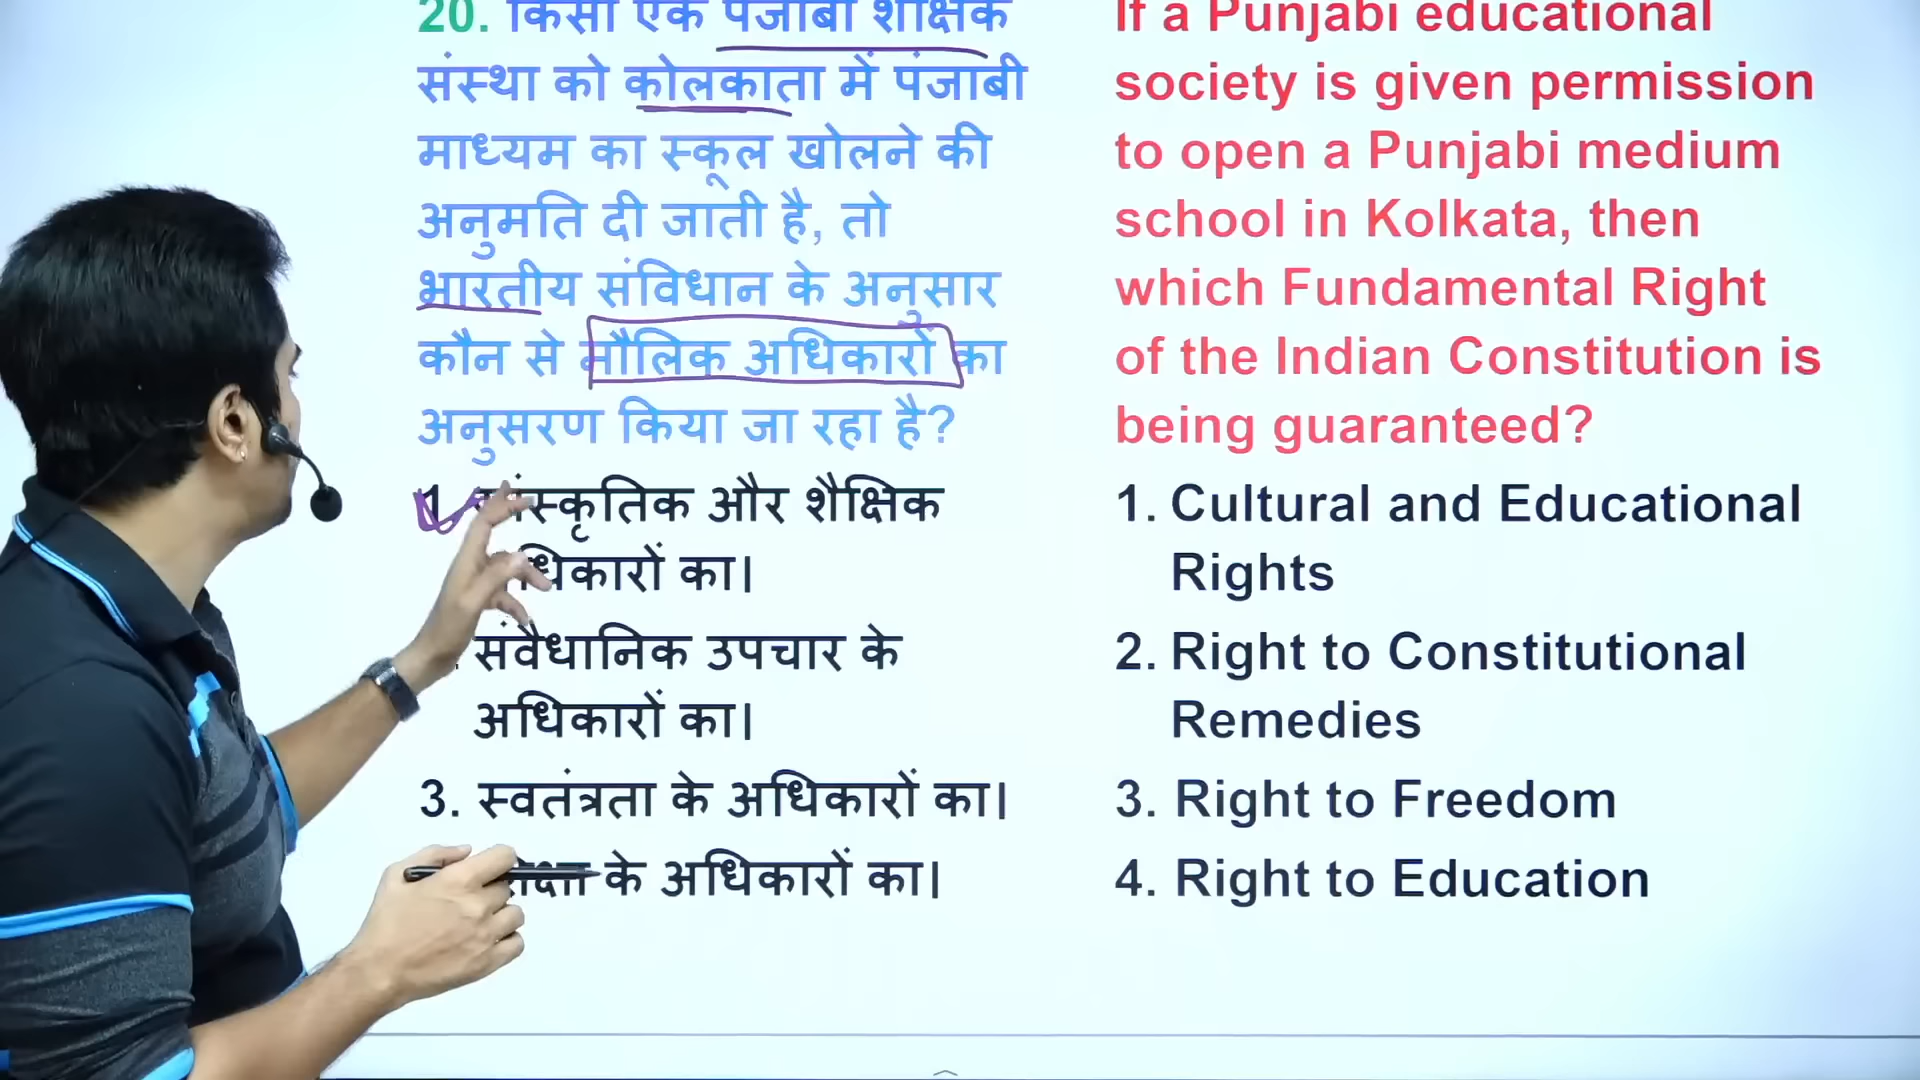 20. किसी एक पंजाबी शैक्षिक
संस्था को कोलकाता में पंजाबी
माध्यम का स्कूल खोलने की
अनुमति दी जाती है, तो
भारतीय संविधान के अनुसार
कौन से मौलिक अधिकारों का
अनुसरण किया जा रहा है?
1. सांस्कृतिक और शैक्षिक
अधिकारों का।
संवैधानिक उपचार के
अधिकारों का।
3. स्वतंत्रता के अधिकारों का।
शिक्षा के अधिकारों का।
If a Punjabi educational
society is given permission
to open a Punjabi medium
school in Kolkata, then
which Fundamental Right
of the Indian Constitution is
being guaranteed?
1. Cultural and Educational
Rights
2. Right to Constitutional
Remedies
3. Right to Freedom
4. Right to Education